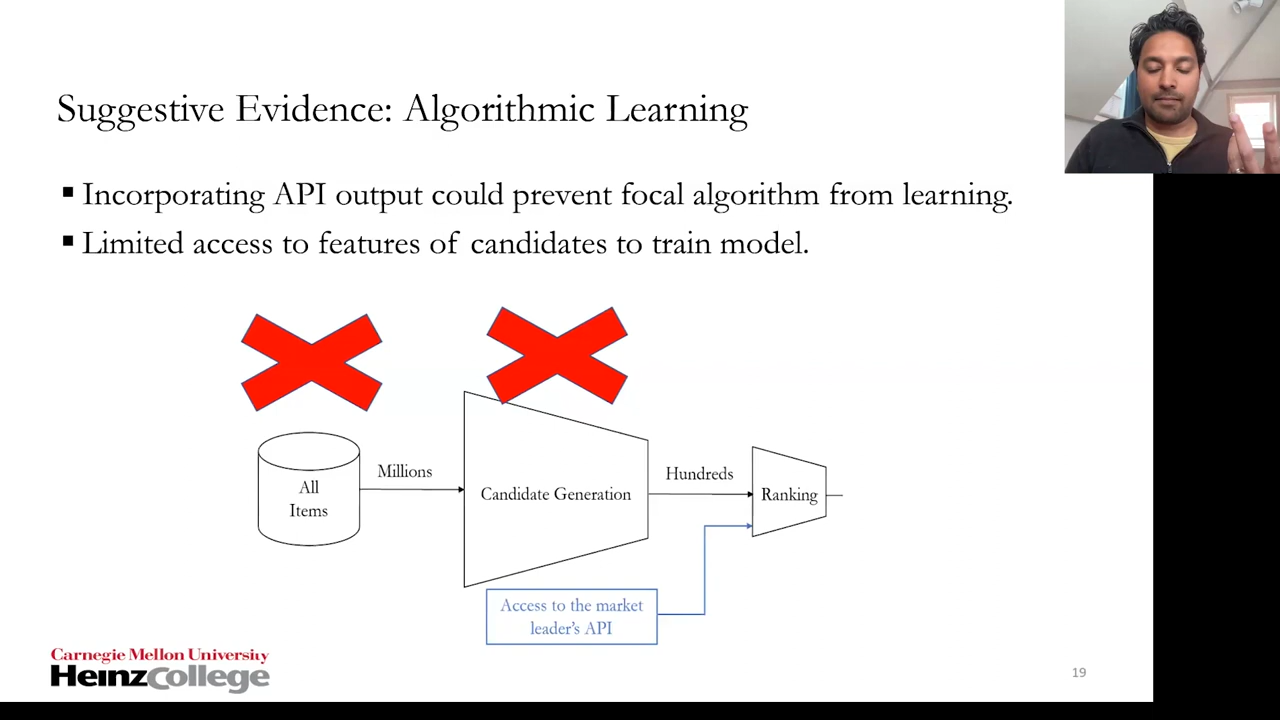 Suggestive Evidence: Algorithmic Learning
▪ Incorporating API output could prevent focal algorithm from learning.
▪ Limited access to features of candidates to train model.
All
Items
Millions
Candidate Generation
Hundreds
Ranking
Access to the market
leader's API
Carnegie Mellon University
HeinzCollege
19